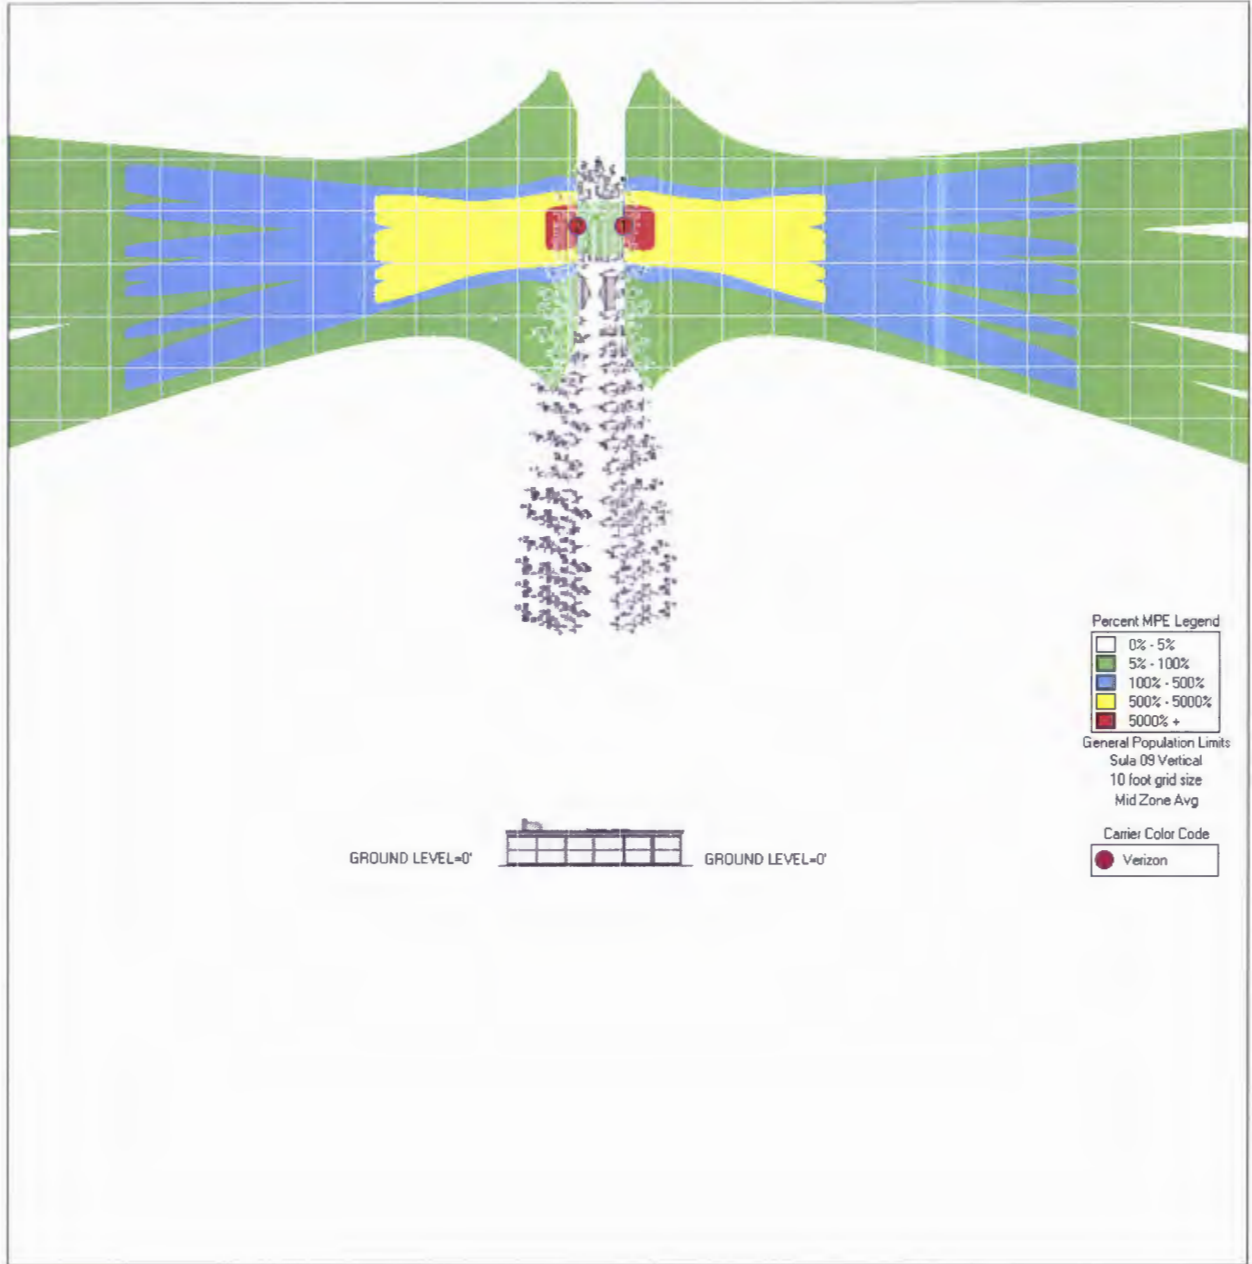 Percent MPE Legend
0% - 5%
5% - 100%
100% - 500%
500% - 5000%
5000% +
General Population Limits
Sula 09 Vertical
10 foot grid size
Mid Zone Avg
Carrier Color Code
Verizon
GROUND LEVEL=0' GROUND LEVEL=0'